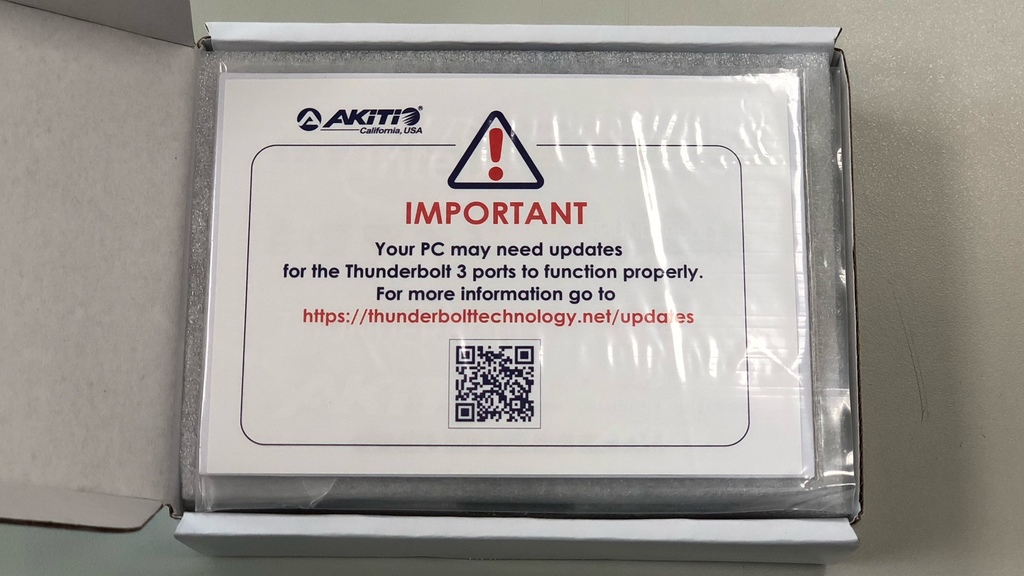 AKiTiO®
California, USA
IMPORTANT
Your PC may need updates
for the Thunderbolt 3 ports to function properly.
For more information go to
https://thunderbolttechnology.net/updates